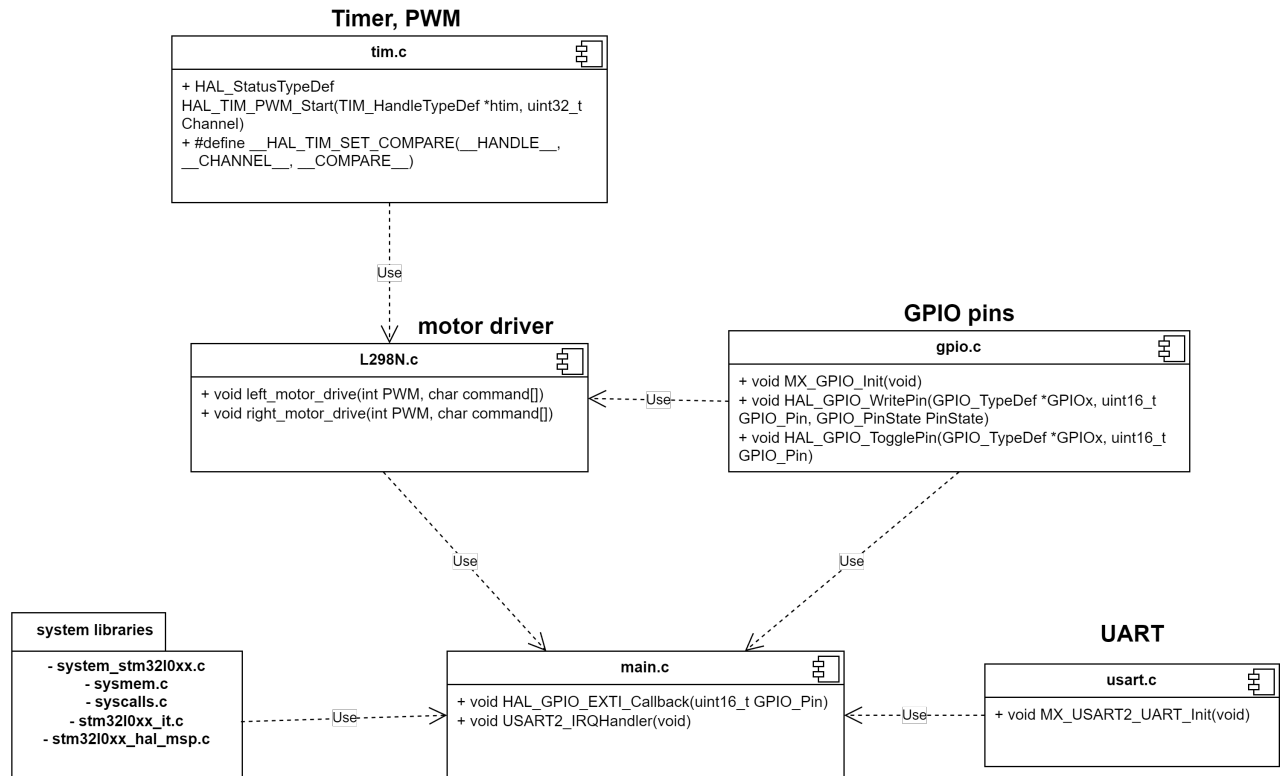 Timer, PWM
tim.c
+ HAL_StatusTypeDef
HAL_TIM_PWM_Start(TIM_HandleTypeDef *htim, uint32_t
Channel)
+ #define __HAL_TIM_SET_COMPARE(__HANDLE__,
__CHANNEL__, __COMPARE__)
Use
motor driver
L298N.c
+ void left_motor_drive(int PWM, char command[])
+ void right_motor_drive(int PWM, char command[])
Use
GPIO pins
gpio.c
+ void MX_GPIO_Init(void)
+ void HAL_GPIO_WritePin(GPIO_TypeDef *GPIOx, uint16_t
GPIO_Pin, GPIO_PinState PinState)
+ void HAL_GPIO_TogglePin(GPIO_TypeDef *GPIOx, uint16_t
GPIO_Pin)
Use
Use
system libraries
- system_stm32l0xx.c
- sysmem.c
- syscalls.c
- stm32l0xx_it.c
- stm32l0xx_hal_msp.c
Use
main.c
+ void HAL_GPIO_EXTI_Callback(uint16_t GPIO_Pin)
+ void USART2_IRQHandler(void)
Use
UART
usart.c
+ void MX_USART2_UART_Init(void)